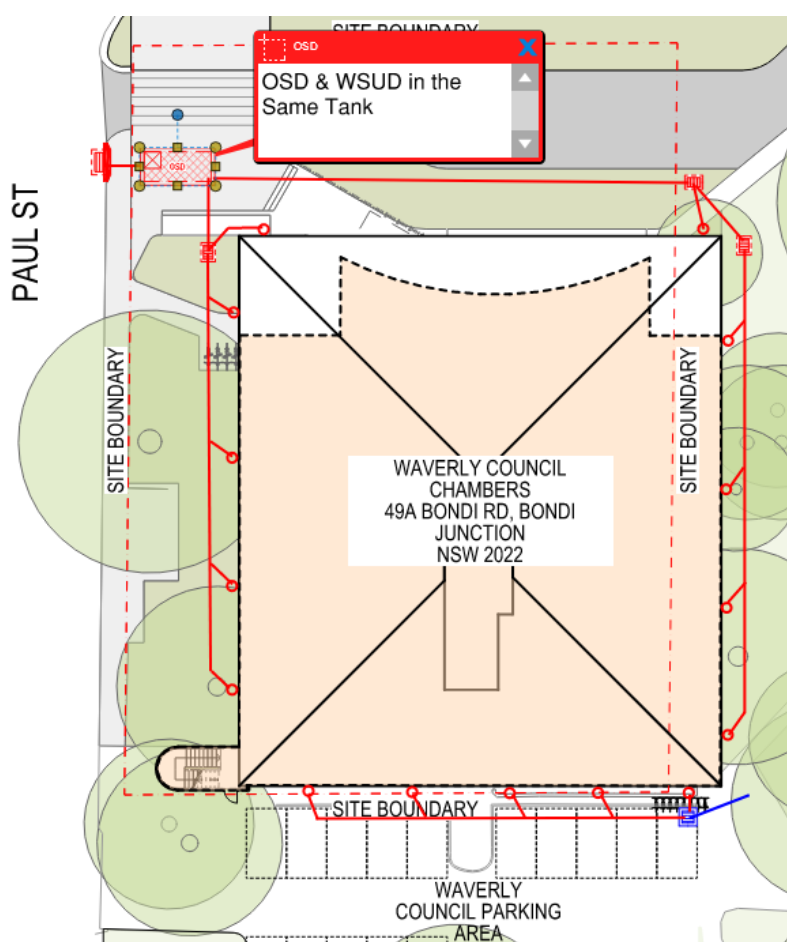 SITE BOUNDARY
OSD
OSD & WSUD in the
Same Tank
OSD
PAUL ST
SITE BOUNDARY
SITE BOUNDARY
WAVERLY COUNCIL
CHAMBERS
49A BONDI RD, BONDI
JUNCTION
NSW 2022
SITE BOUNDARY
WAVERLY
COUNCIL PARKING
AREA